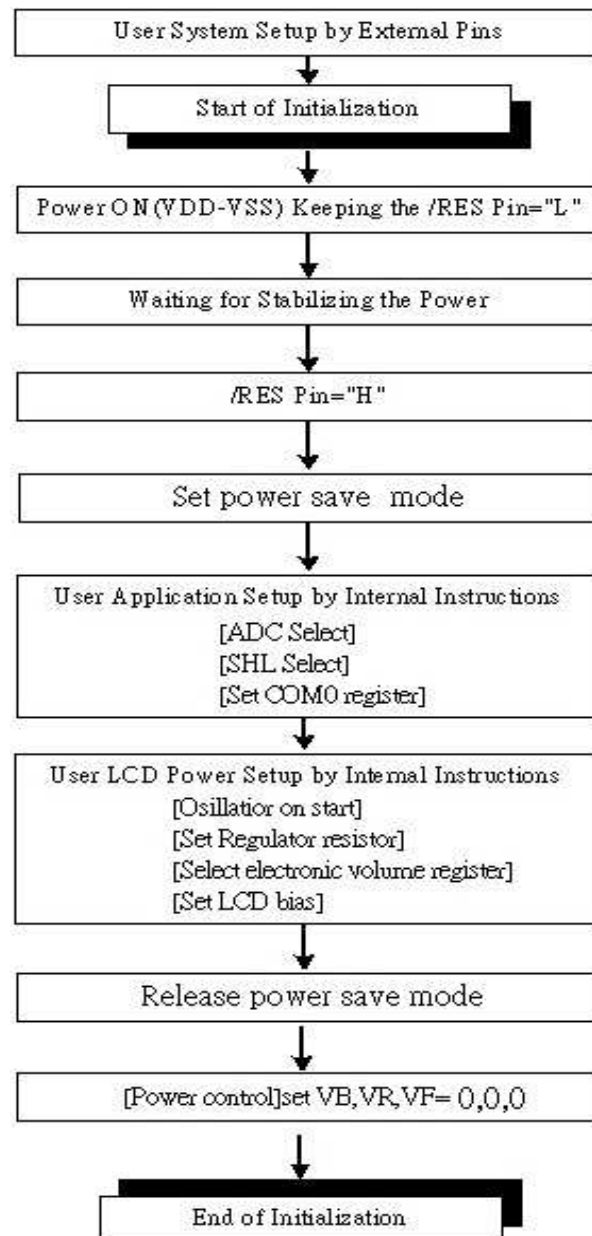 User System Setup by External Pins
Start of Initialization
Power ON(VDD-VSS) Keeping the /RES Pin="L"
Waiting for Stabilizing the Power
/RES Pin="H"
Set power save mode
User Application Setup by Internal Instructions
[ADC Select]
[SHL Select]
[Set COM0 register]
User LCD Power Setup by Internal Instructions
[Osillatior on start]
[Set Regulator resistor]
[Select electronic volume register]
[Set LCD bias]
Release power save mode
[Power control]set VB,VR,VF= 0,0,0
End of Initialization